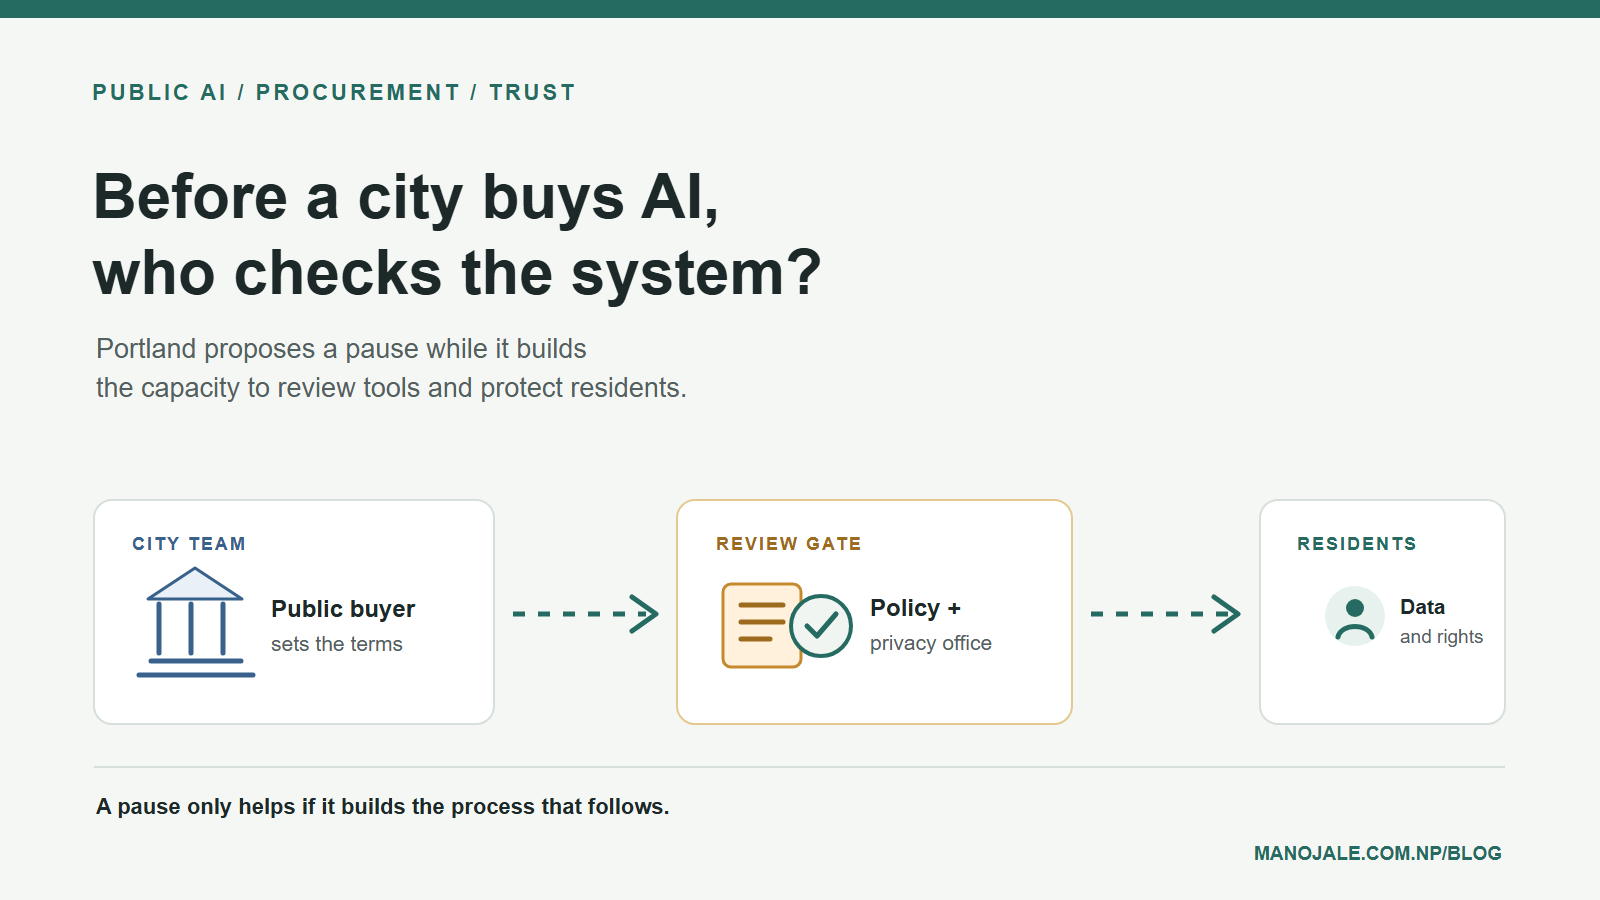 PUBLIC AI / PROCUREMENT / TRUST
Before a city buys AI,
who checks the system?
Portland proposes a pause while it builds
the capacity to review tools and protect residents.
CITY TEAM
Public buyer
sets the terms
REVIEW GATE
Policy +
privacy office
RESIDENTS
Data
and rights
A pause only helps if it builds the process that follows.
MANOJALE.COM.NP/BLOG